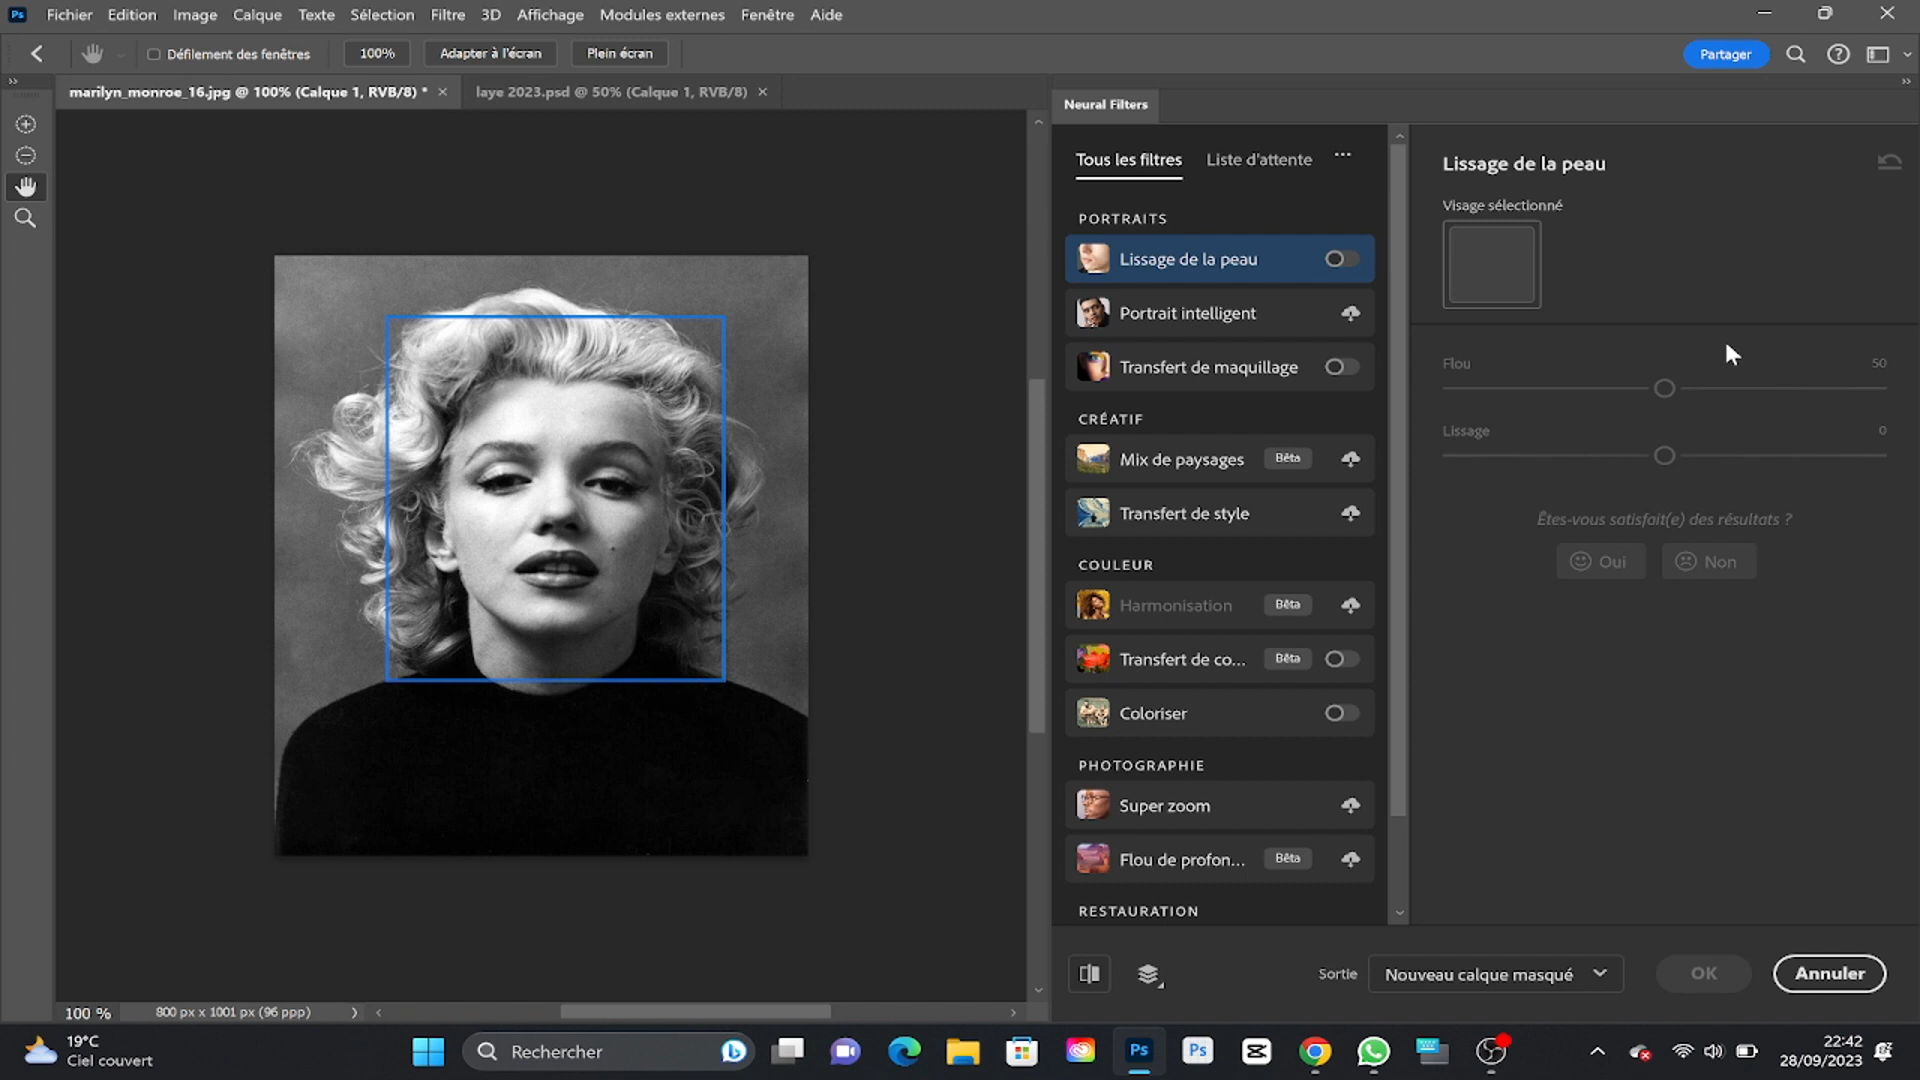 Ps Fichier Edition Image Calque Texte Sélection Filtre 3D Affichage Modules externes Fenêtre Aide
Défilement des fenêtres 100% Adapter à l'écran Plein écran Partager
marilyn_monroe_16.jpg @ 100% (Calque 1, RVB/8) * laye 2023.psd @ 50% (Calque 1, RVB/8)
Neural Filters
Tous les filtres Liste d'attente ...
Lissage de la peau
Visage sélectionné
PORTRAITS
Lissage de la peau
Portrait intelligent
Transfert de maquillage
Flou 50
Lissage 0
Êtes-vous satisfait(e) des résultats ?
Oui Non
CRÉATIF
Mix de paysages Bêta
Transfert de style
COULEUR
Harmonisation Bêta
Transfert de co... Bêta
Coloriser
PHOTOGRAPHIE
Super zoom
Flou de profon... Bêta
RESTAURATION
Sortie Nouveau calque masqué OK Annuler
100 % 800 px x 1001 px (96 ppp)
19°C
Ciel couvert
Rechercher
Ps Ps
22:42
28/09/2023